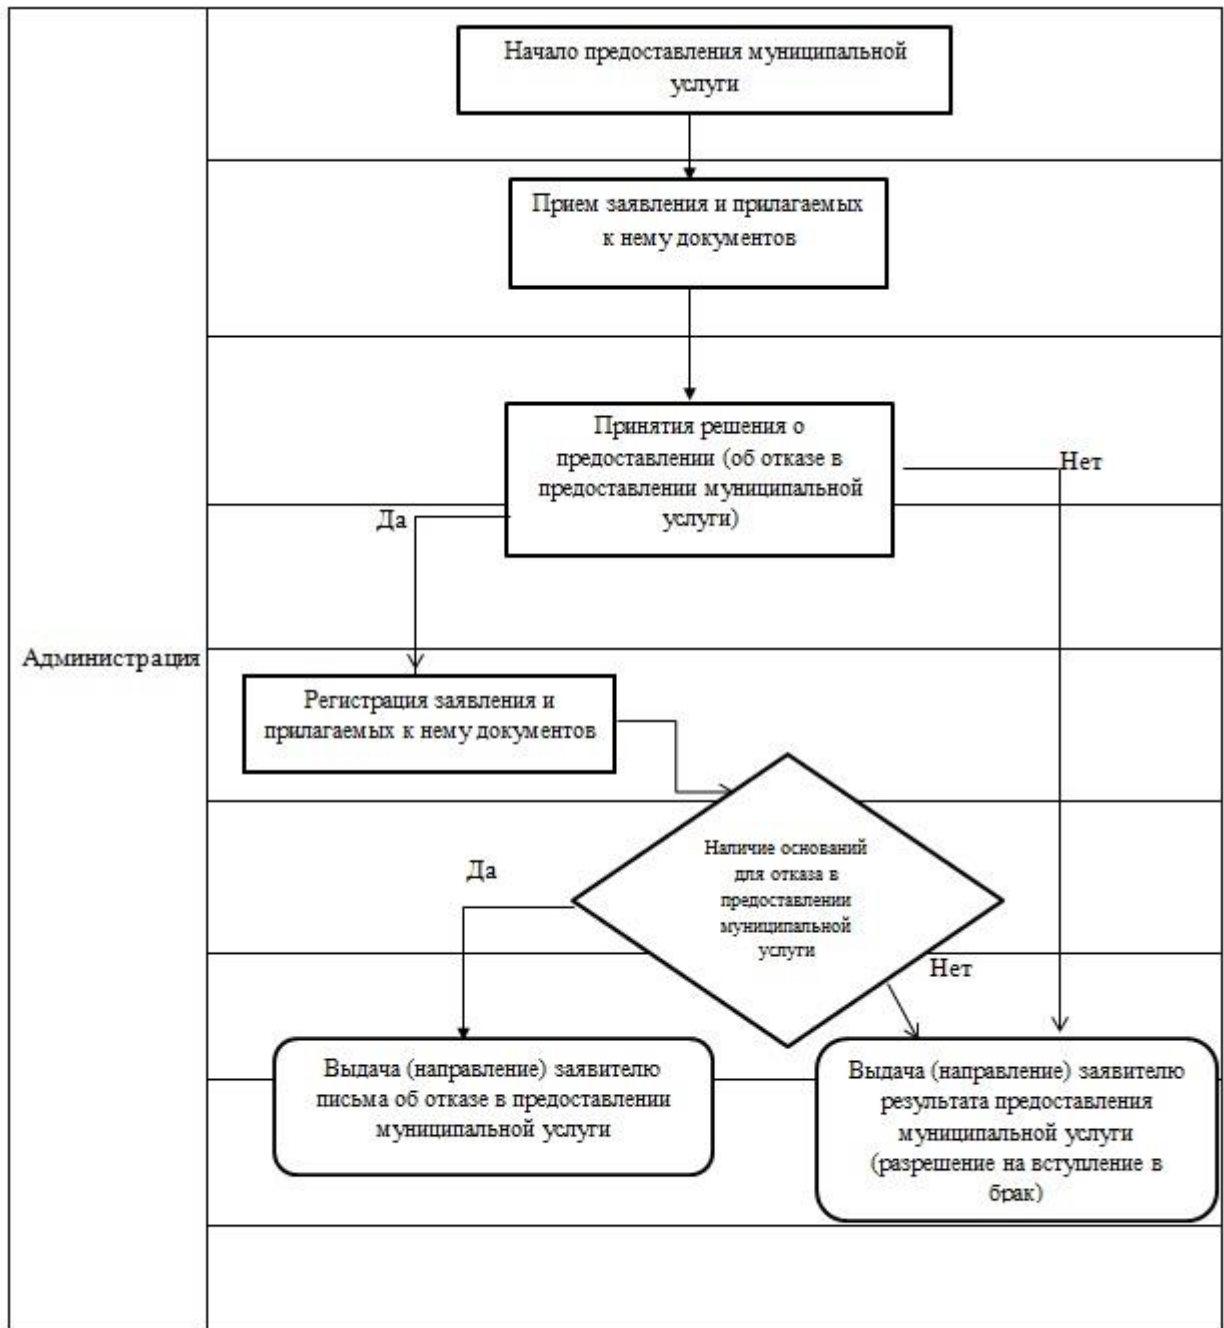 Начало предоставления муниципальной
услуги
Прием заявления и прилагаемых
к нему документов
Принятия решения о
предоставлении (об отказе в
предоставлении муниципальной
услуги)
Нет
Да
Администрация
Регистрация заявления и
прилагаемых к нему документов
Наличие оснований
для отказа в
предоставлении
муниципальной
услуги
Да
Нет
Выдача (направление) заявителю
письма об отказе в предоставлении
муниципальной услуги
Выдача (направление) заявителю
результата предоставления
муниципальной услуги
(разрешение на вступление в
брак)